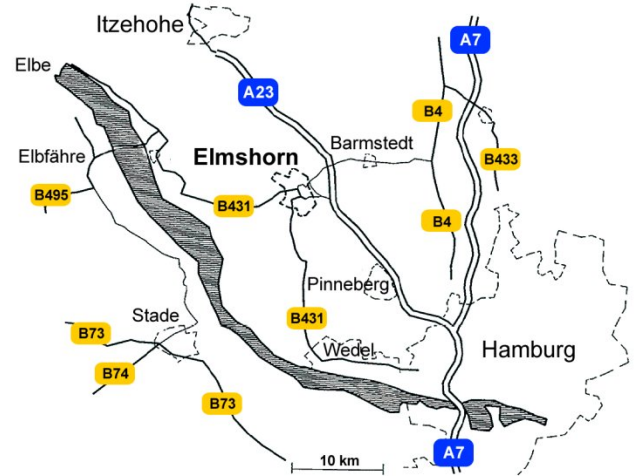 Itzehohe
A7
Elbe
A23
B4
Barmstedt
Elbfähre
Elmshorn
B433
B495
B431
B4
Pinneberg
Stade
B431
B73
Wedel
Hamburg
B74
B73
A7
10 km